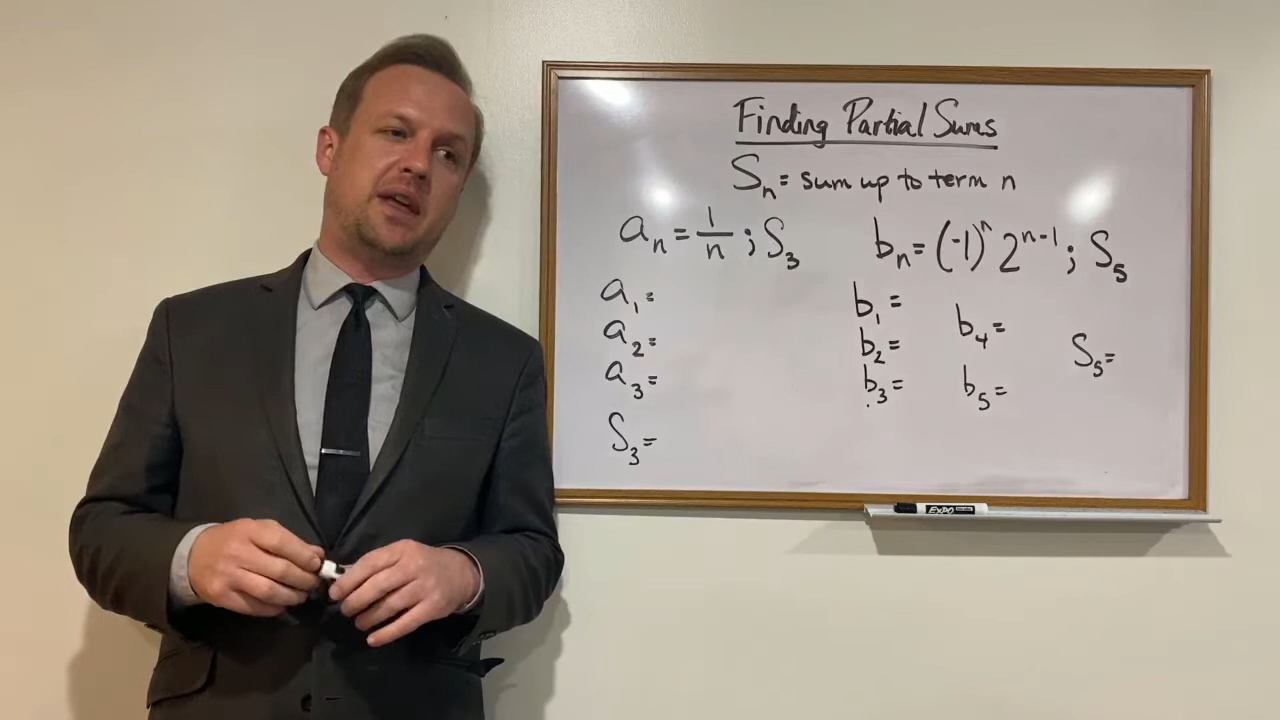 Finding Partial Sums
Sₙ = sum up to term n
aₙ = 1/n ; S₃
a₁ =
a₂ =
a₃ =
S₃ =
bₙ = (-1)ⁿ 2ⁿ⁻¹ ; S₅
b₁ =
b₂ =
b₃ =
b₄ =
b₅ =
S₅ =
EXPO